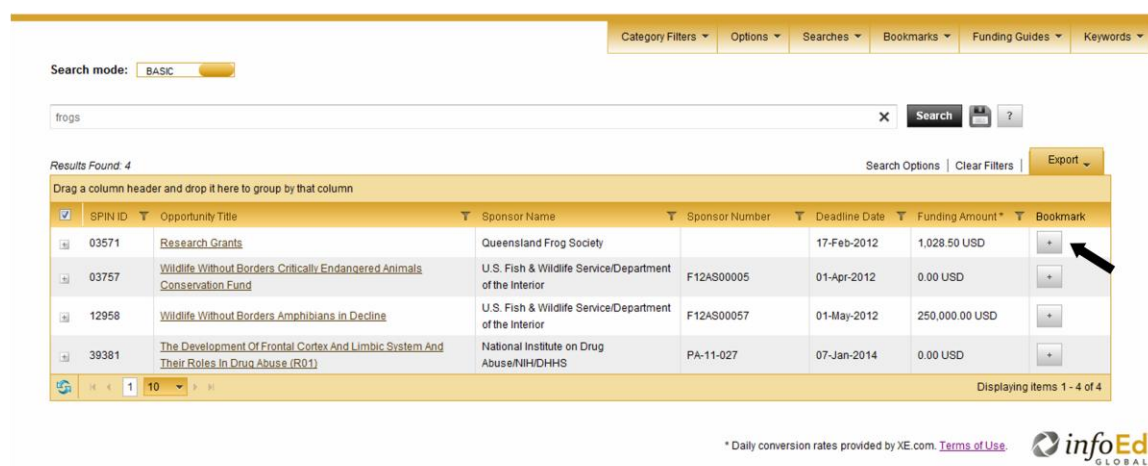 Category Filters Options Searches Bookmarks Funding Guides Keywords
Search mode: BASIC
frogs Search ?
Results Found: 4 Search Options | Clear Filters | Export
Drag a column header and drop it here to group by that column
SPIN ID Opportunity Title Sponsor Name Sponsor Number Deadline Date Funding Amount * Bookmark
03571 Research Grants Queensland Frog Society 17-Feb-2012 1,028.50 USD +
03757 Wildlife Without Borders Critically Endangered Animals Conservation Fund U.S. Fish & Wildlife Service/Department of the Interior F12AS00005 01-Apr-2012 0.00 USD +
12958 Wildlife Without Borders Amphibians in Decline U.S. Fish & Wildlife Service/Department of the Interior F12AS00057 01-May-2012 250,000.00 USD +
39381 The Development Of Frontal Cortex And Limbic System And Their Roles In Drug Abuse (R01) National Institute on Drug Abuse/NIH/DHHS PA-11-027 07-Jan-2014 0.00 USD +
1 10 Displaying items 1 - 4 of 4
* Daily conversion rates provided by XE.com. Terms of Use. infoEd
GLOBAL